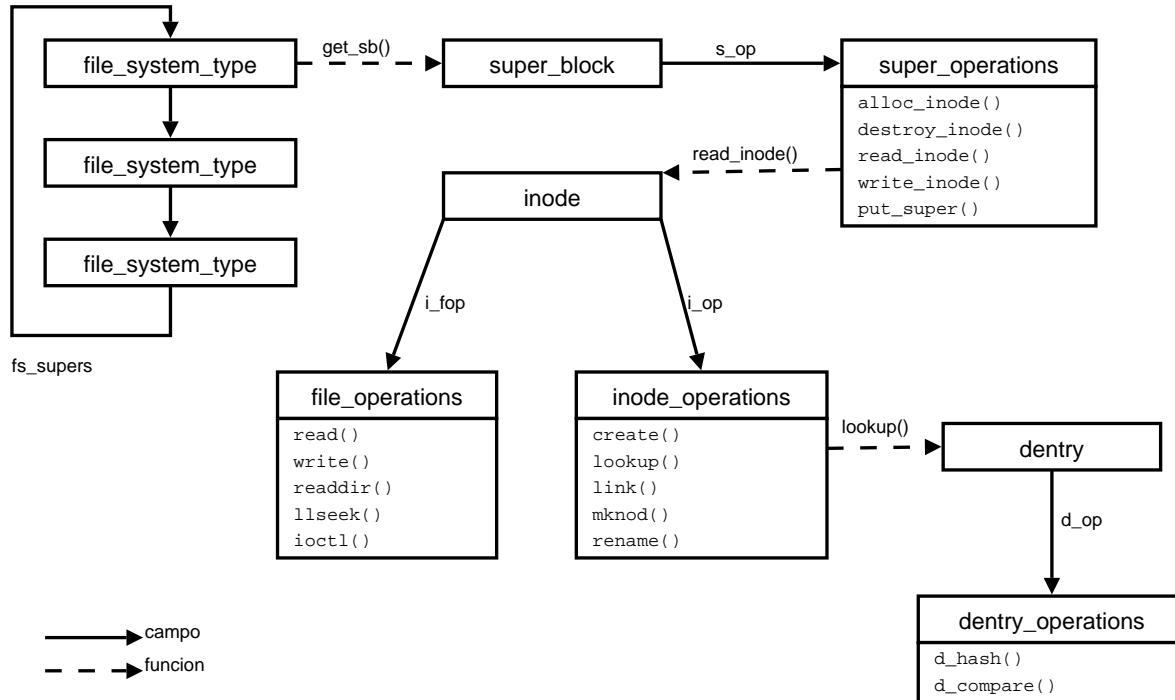 file_system_type
get_sb()
super_block
s_op
super_operations
alloc_inode()
destroy_inode()
read_inode()
write_inode()
put_super()
file_system_type
read_inode()
inode
file_system_type
fs_supers
i_fop
i_op
file_operations
read()
write()
readdir()
llseek()
ioctl()
inode_operations
create()
lookup()
link()
mknod()
rename()
lookup()
dentry
d_op
dentry_operations
d_hash()
d_compare()
campo
funcion